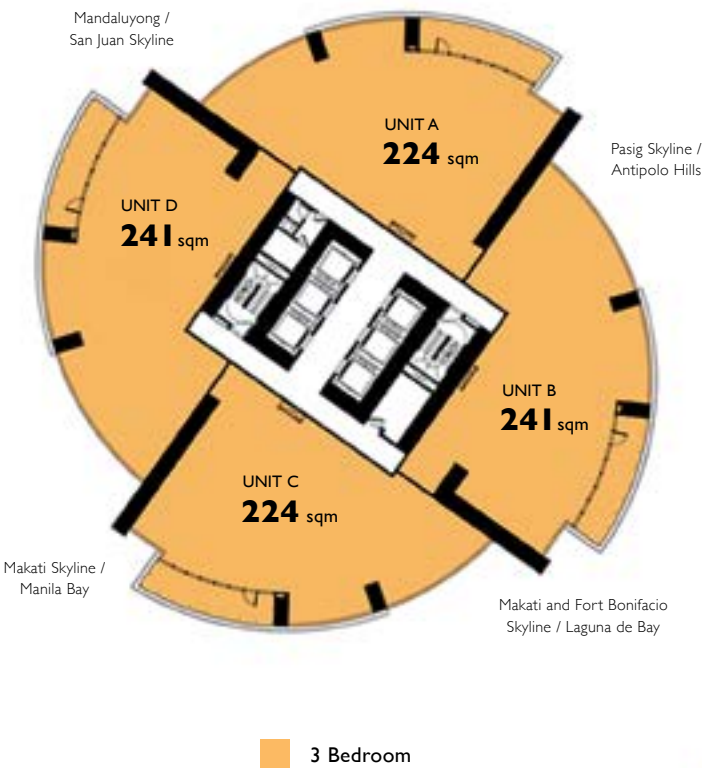 Mandaluyong /
San Juan Skyline
UNIT A
224 sqm
Pasig Skyline /
Antipolo Hills
UNIT D
241 sqm
UNIT B
241 sqm
UNIT C
224 sqm
Makati Skyline /
Manila Bay
Makati and Fort Bonifacio
Skyline / Laguna de Bay
3 Bedroom